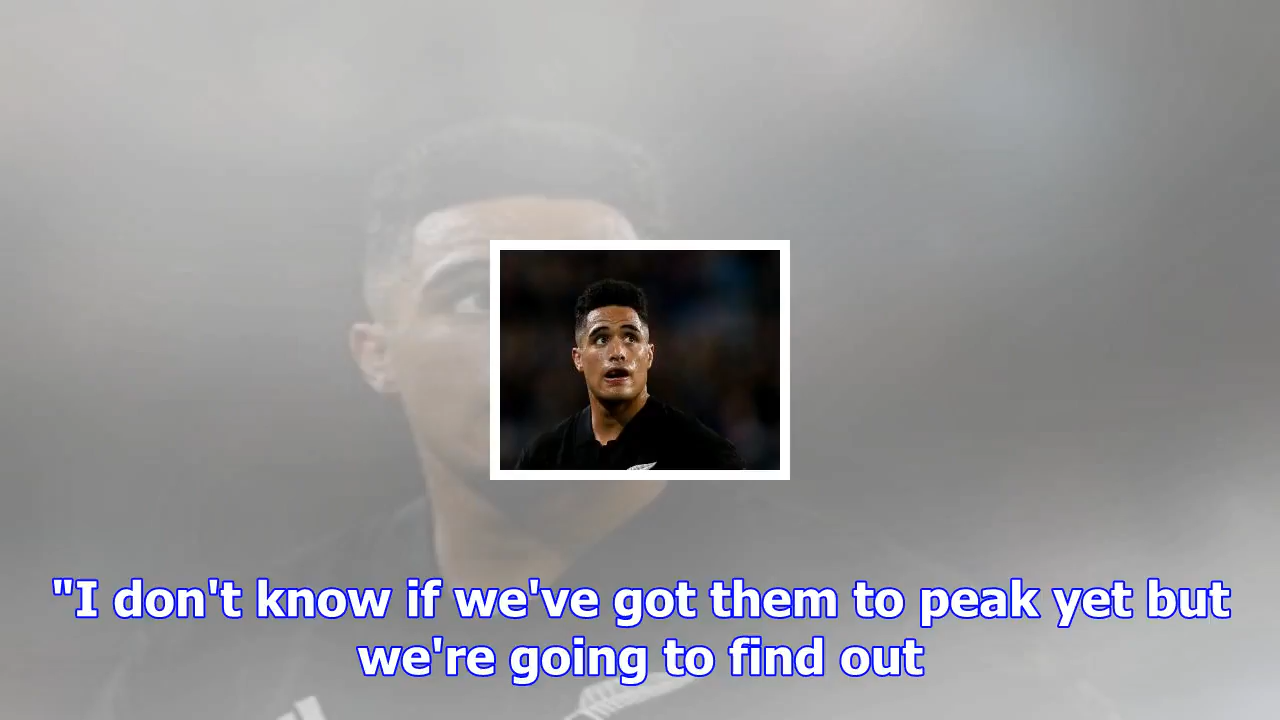 "I don't know if we've got them to peak yet but
we're going to find out